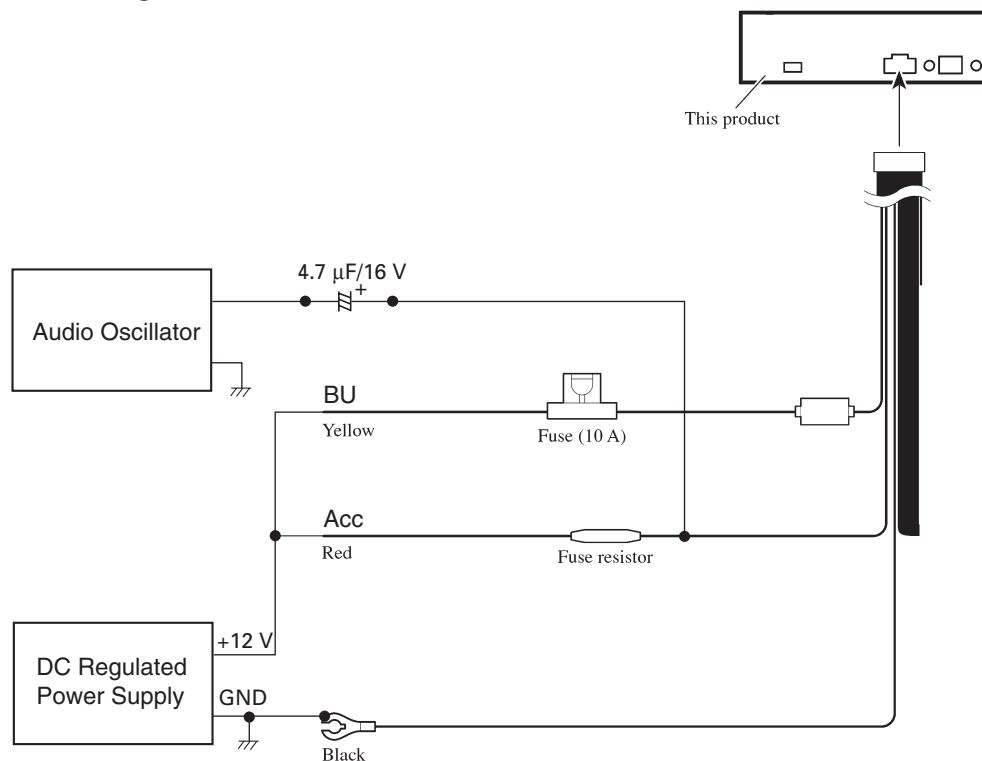 This product
4.7 μF/16 V
+
Audio Oscillator
BU
Yellow
Fuse (10 A)
Acc
Red
Fuse resistor
+12 V
DC Regulated
Power Supply
GND
Black